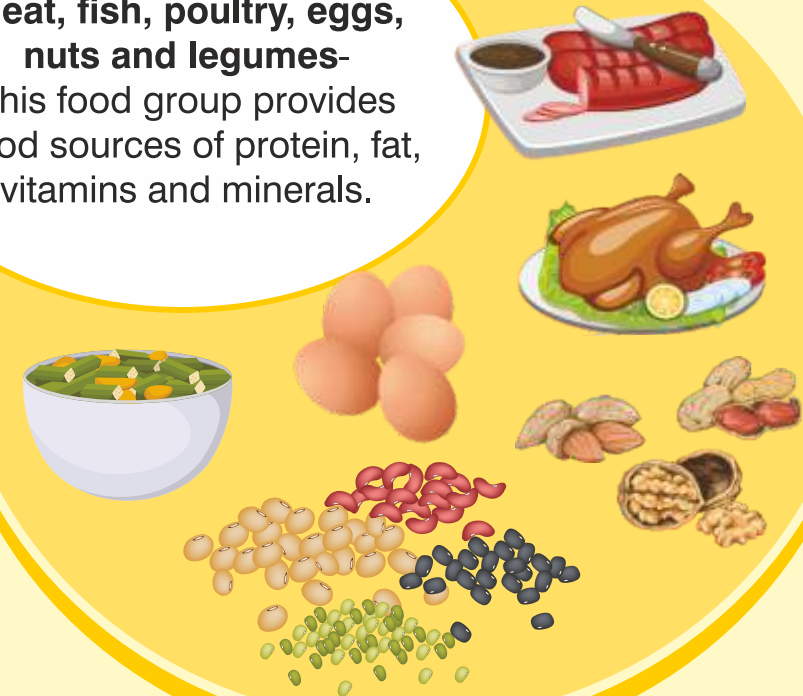 eat, fish, poultry, eggs,
nuts and legumes-
his food group provides
od sources of protein, fat,
vitamins and minerals.